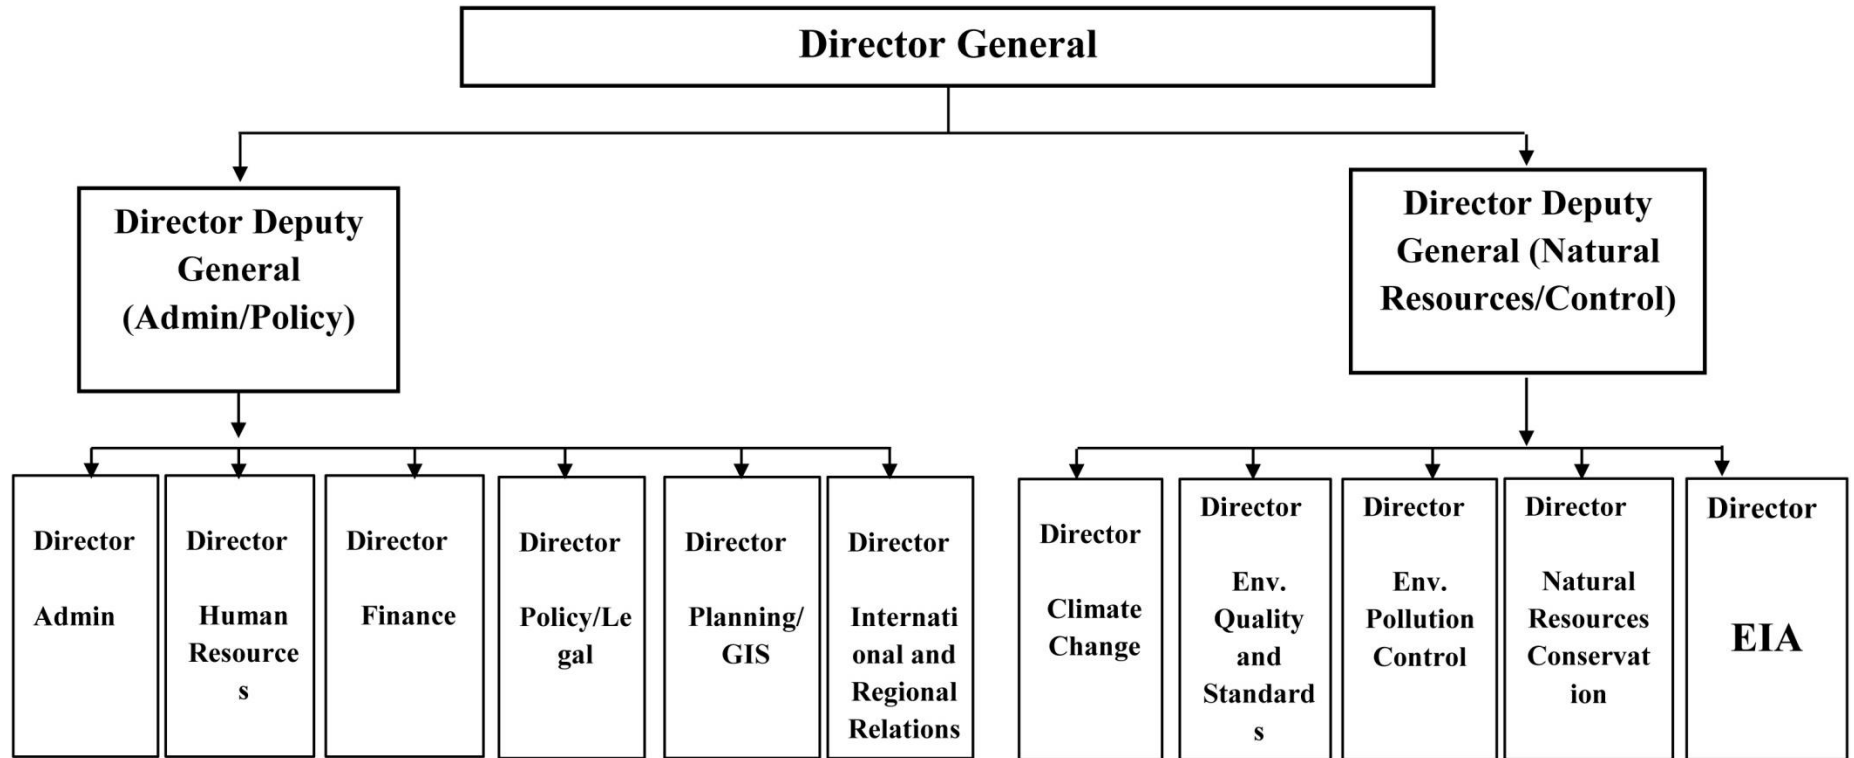 Director General
Director Deputy
General
(Admin/Policy)
Director Deputy
General (Natural
Resources/Control)
Director
Admin
Director
Human
Resource
s
Director
Finance
Director
Policy/Le
gal
Director
Planning/
GIS
Director
Internati
onal and
Regional
Relations
Director
Climate
Change
Director
Env.
Quality
and
Standard
s
Director
Env.
Pollution
Control
Director
Natural
Resources
Conservat
ion
Director
EIA